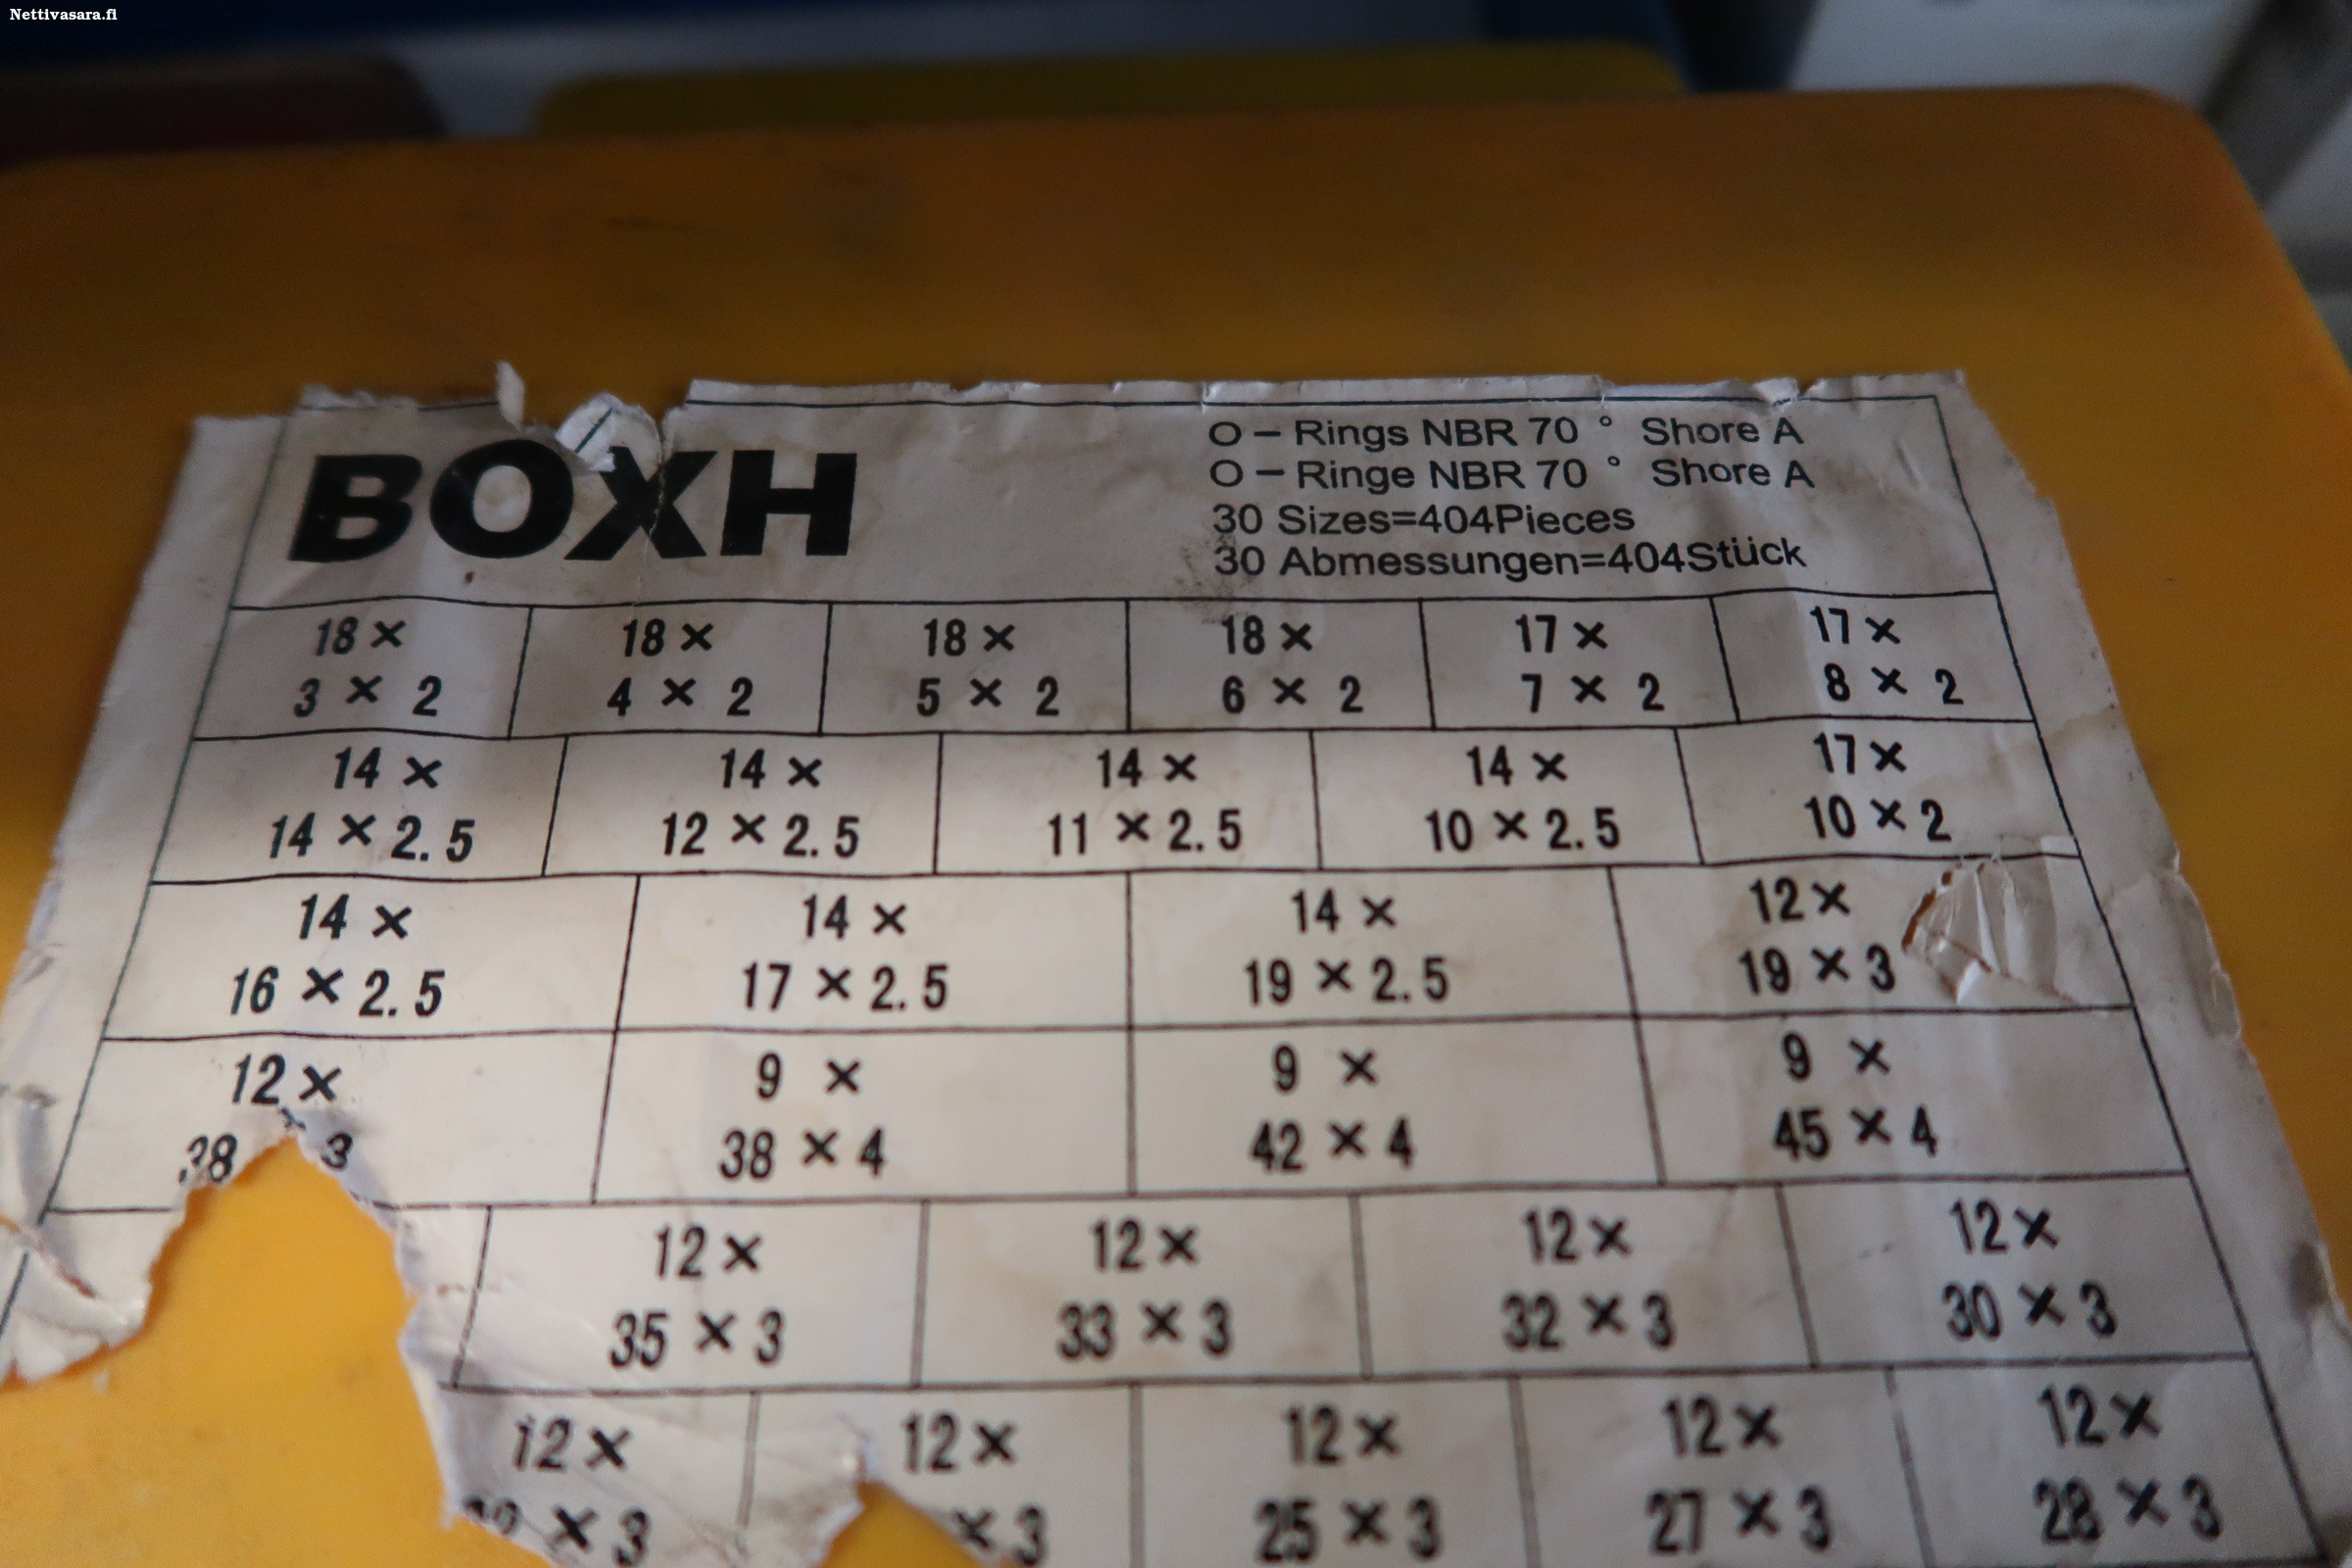 Nettivasara.fi
BOXH
O – Rings NBR 70 ° Shore A
O – Ringe NBR 70 ° Shore A
30 Sizes=404Pieces
30 Abmessungen=404Stück
18 × 18 × 18 × 18 × 17 × 17 ×
3 × 2 4 × 2 5 × 2 6 × 2 7 × 2 8 × 2
14 × 14 × 14 × 14 × 17 ×
14 × 2.5 12 × 2.5 11 × 2.5 10 × 2.5 10 × 2
14 × 14 × 14 × 12 ×
16 × 2.5 17 × 2.5 19 × 2.5 19 × 3
12 × 9 × 9 × 9 ×
38 3 38 × 4 42 × 4 45 × 4
12 × 12 × 12 × 12 ×
35 × 3 33 × 3 32 × 3 30 × 3
12 × 12 × 12 × 12 × 12 ×
× 3 × 3 25 × 3 27 × 3 28 × 3